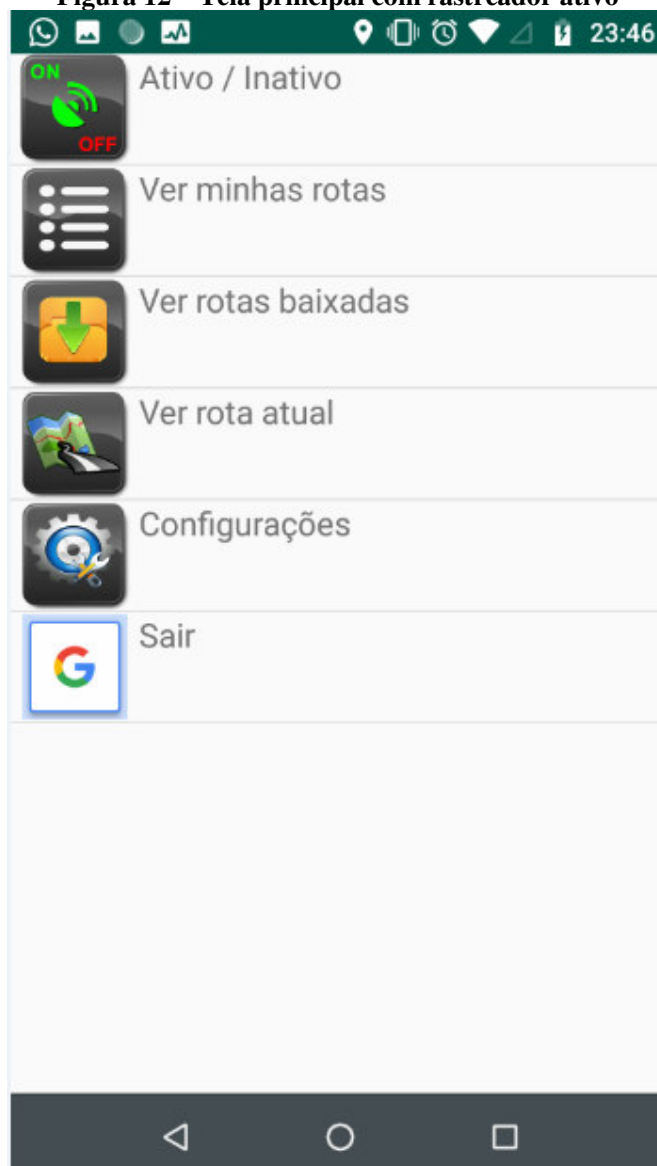 Figura 12 – Tela principal com rastreador ativo
23:46
ON
OFF
Ativo / Inativo
Ver minhas rotas
Ver rotas baixadas
Ver rota atual
Configurações
G
Sair